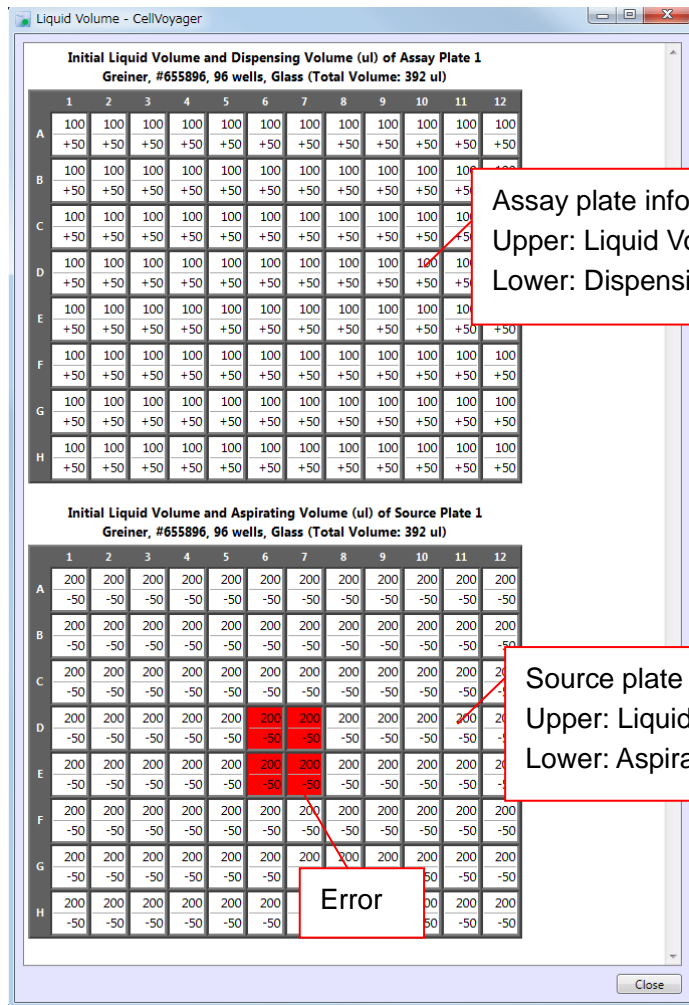 Liquid Volume - CellVoyager
Initial Liquid Volume and Dispensing Volume (ul) of Assay Plate 1
Greiner, #655896, 96 wells, Glass (Total Volume: 392 ul)
1 2 3 4 5 6 7 8 9 10 11 12
A 100 100 100 100 100 100 100 100 100 100 100 100
+50 +50 +50 +50 +50 +50 +50 +50 +50 +50 +50 +50
B 100 100 100 100 100 100 100 100 100 100 100
+50 +50 +50 +50 +50 +50 +50 +50 +50 +50
C 100 100 100 100 100 100 100 100 100 100
+50 +50 +50 +50 +50 +50 +50 +50 +50 +50
D 100 100 100 100 100 100 100 100 100 100
+50 +50 +50 +50 +50 +50 +50 +50 +50 +50
E 100 100 100 100 100 100 100 100 100 100
+50 +50 +50 +50 +50 +50 +50 +50 +50 +50 +50 +50
F 100 100 100 100 100 100 100 100 100 100 100 100
+50 +50 +50 +50 +50 +50 +50 +50 +50 +50 +50 +50
G 100 100 100 100 100 100 100 100 100 100 100 100
+50 +50 +50 +50 +50 +50 +50 +50 +50 +50 +50 +50
H 100 100 100 100 100 100 100 100 100 100 100 100
+50 +50 +50 +50 +50 +50 +50 +50 +50 +50 +50 +50
Assay plate info
Upper: Liquid Vo
Lower: Dispensi
Initial Liquid Volume and Aspirating Volume (ul) of Source Plate 1
Greiner, #655896, 96 wells, Glass (Total Volume: 392 ul)
1 2 3 4 5 6 7 8 9 10 11 12
A 200 200 200 200 200 200 200 200 200 200 200 200
-50 -50 -50 -50 -50 -50 -50 -50 -50 -50 -50 -50
B 200 200 200 200 200 200 200 200 200 200 200 200
-50 -50 -50 -50 -50 -50 -50 -50 -50 -50 -50
C 200 200 200 200 200 200 200 200 200 200 200
-50 -50 -50 -50 -50 -50 -50 -50 -50 -50 -50
D 200 200 200 200 200 200 200 200 200 200 200
-50 -50 -50 -50 -50 -50 -50 -50 -50 -50 -50
E 200 200 200 200 200 200 200 200 200 200 200
-50 -50 -50 -50 -50 -50 -50 -50 -50 -50 -50
F 200 200 200 200 200 200 200 200 200 200 200 200
-50 -50 -50 -50 -50 -50 -50 -50 -50 -50 -50 -50
G 200 200 200 200 200 200 200 200 200 200 200 200
-50 -50 -50 -50 -50 -50 50 -50 -50
H 200 200 200 200 200 200 00 200 200
-50 -50 -50 -50 -50 -50 50 -50 -50
Source plate
Upper: Liquid
Lower: Aspira
Error
Close